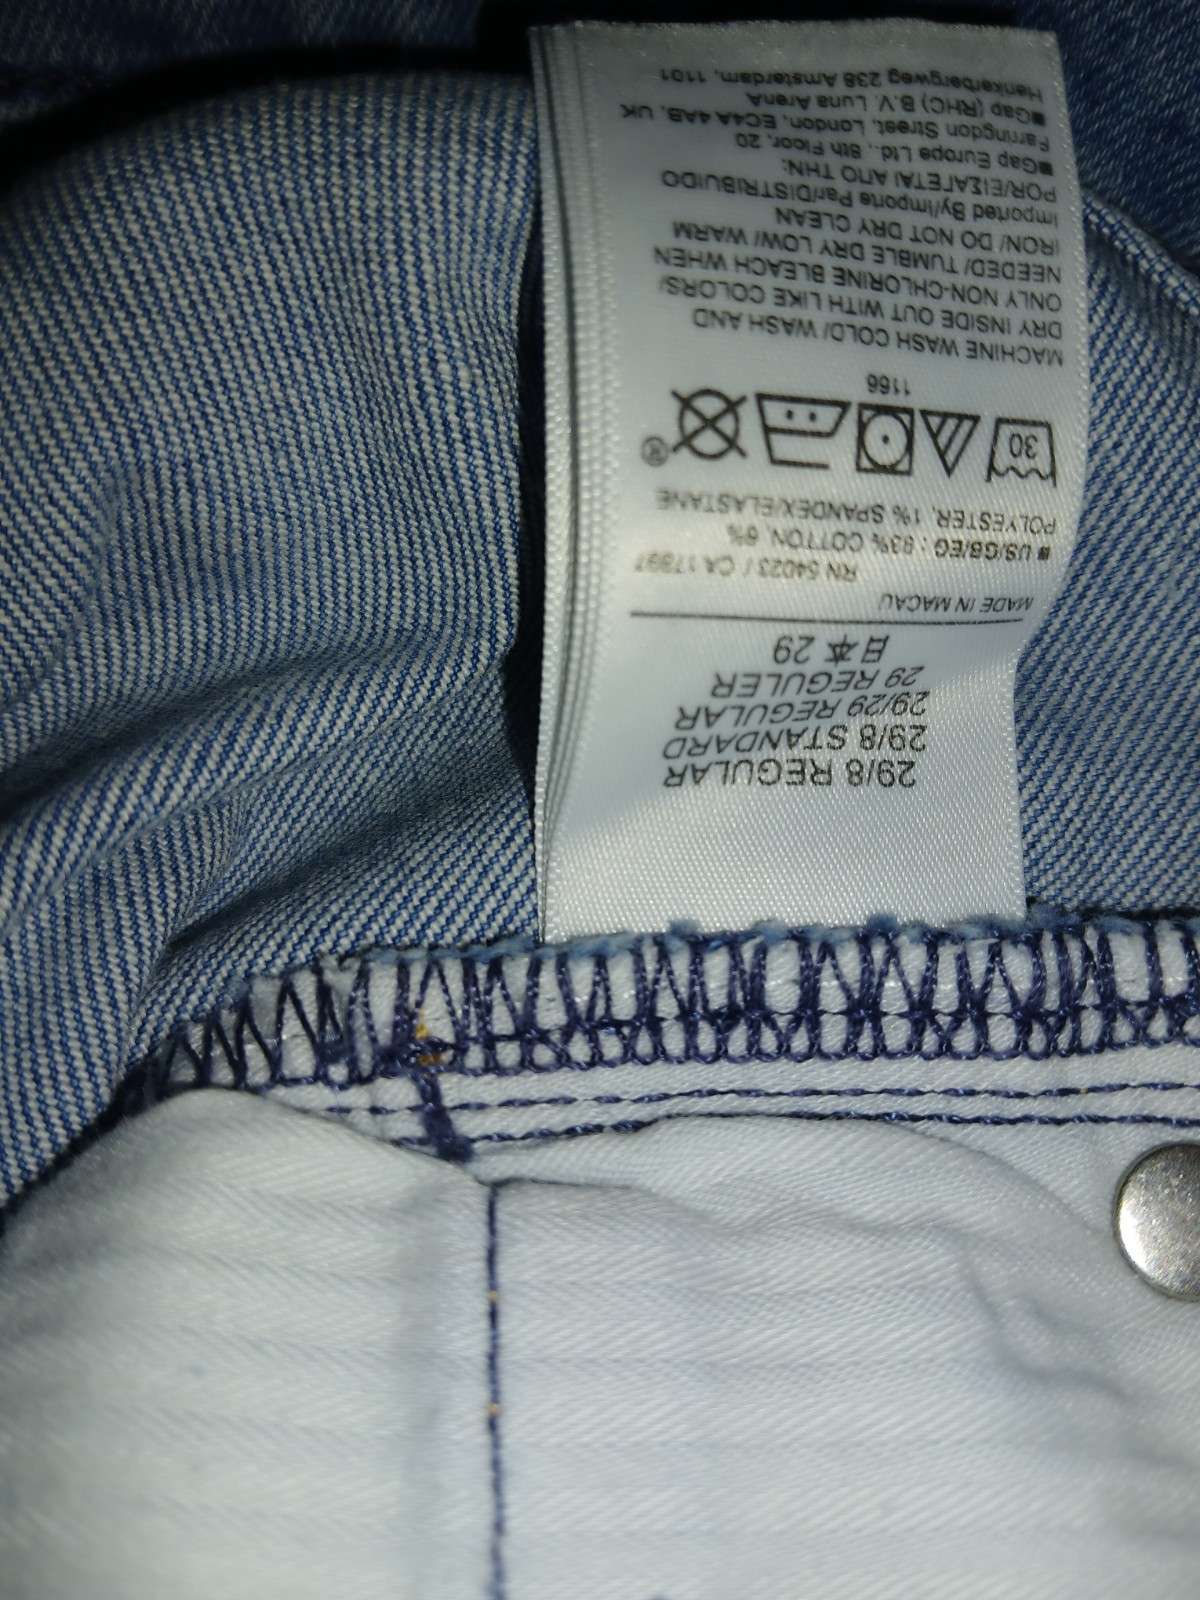 29/8 REGULAR
29/8 STANDARD
29/29 REGULAR
29 REGULER
日本 29
MADE IN MACAU
RN 54023 / CA 17897
■ US/GB/EG : 93% COTTON, 6%
POLYESTER, 1% SPANDEX/ELASTANE
30
®
1166
MACHINE WASH COLD/ WASH AND
DRY INSIDE OUT WITH LIKE COLORS/
ONLY NON-CHLORINE BLEACH WHEN
NEEDED/ TUMBLE DRY LOW/ WARM
IRON/ DO NOT DRY CLEAN
Imported By/Importe Par/DISTRIBUIDO
POR/ΕΙΣΑΓΕΤΑΙ ΑΠΟ ΤΗΝ:
■Gap Europe Ltd., 8th Floor, 20
Farringdon Street, London, EC4A 4AB, UK
■Gap (RHC) B.V. Luna ArenA
Herikerbergweg 238 Amsterdam, 1101